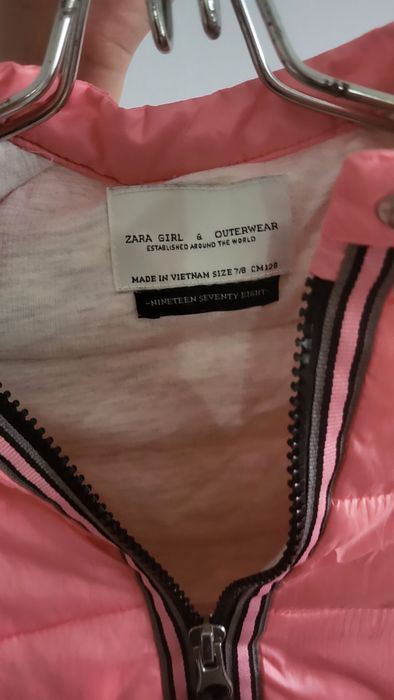 ZARA GIRL & OUTERWEAR
ESTABLISHED AROUND THE WORLD
MADE IN VIETNAM SIZE 7/8 CM128
-NINETEEN SEVENTY EIGHT-